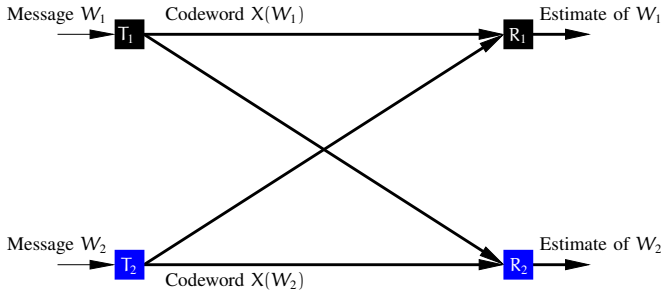 Message W₁
Codeword X(W₁)
Estimate of W₁
T₁
R₁
Message W₂
Estimate of W₂
T₂
R₂
Codeword X(W₂)